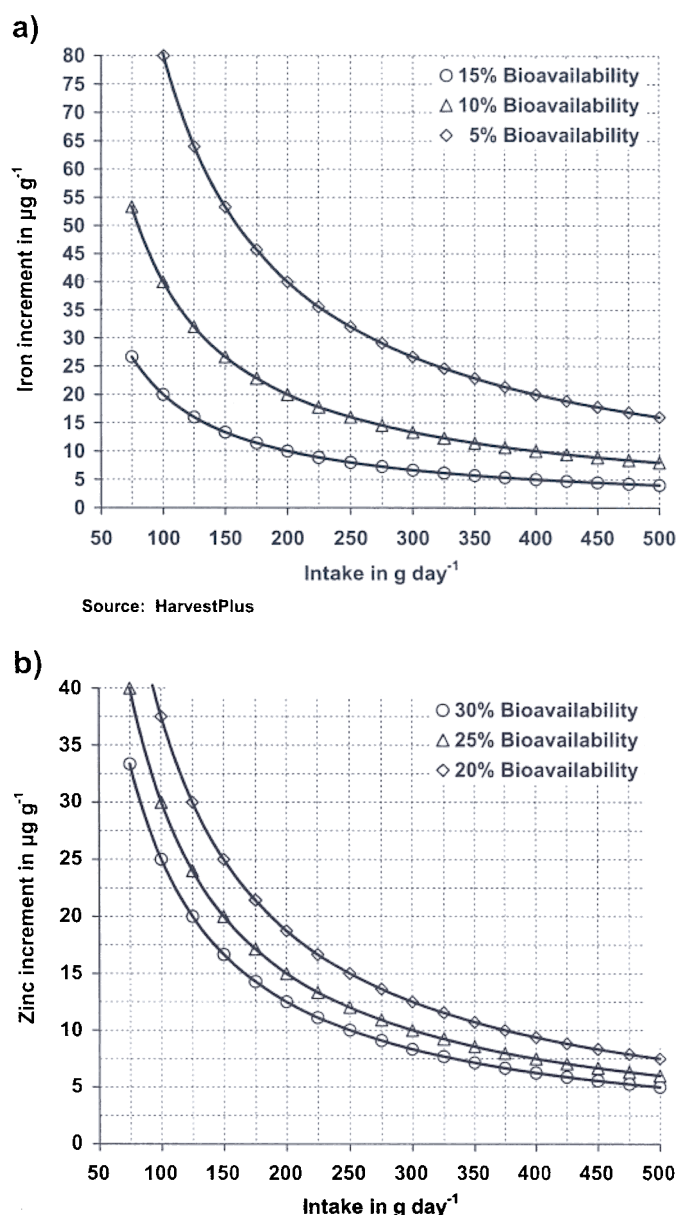 a)
80
75
70
65
60
55
50
45
40
35
30
25
20
15
10
5
0
Iron increment in µg g-1
15% Bioavailability
10% Bioavailability
5% Bioavailability
50 100 150 200 250 300 350 400 450 500
Intake in g day-1
Source: HarvestPlus
b)
40
35
30
25
20
15
10
5
0
Zinc increment in µg g-1
30% Bioavailability
25% Bioavailability
20% Bioavailability
50 100 150 200 250 300 350 400 450 500
Intake in g day-1